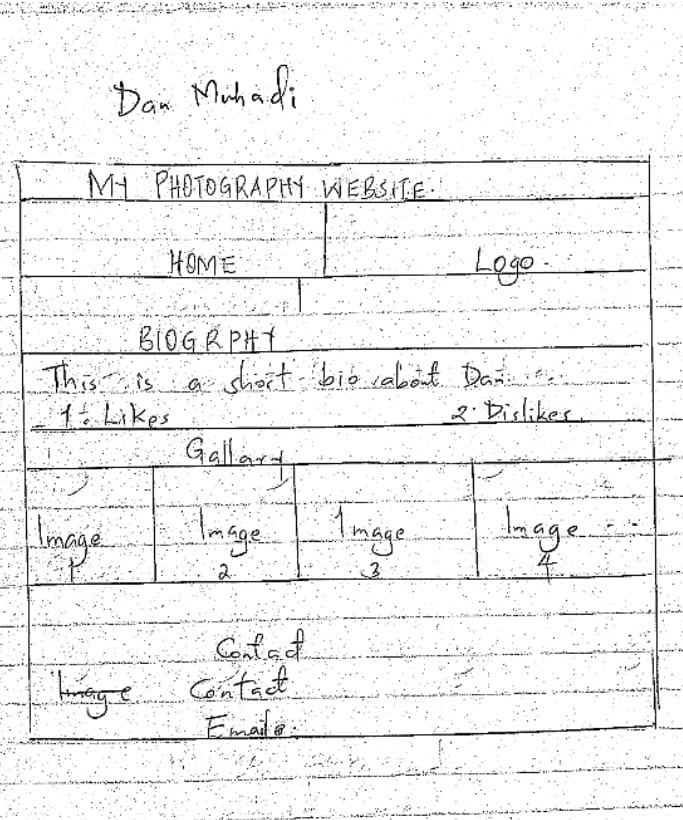 Dan Muhadi
MY PHOTOGRAPHY WEBSITE.
HOME Logo.
BIOGRPHY
This is a short bio about Dan ....
1: Likes 2. Dislikes.
Gallary
Image 1 Image 2 Image 3 Image 4 ...
Contact
Image Contact
Email: